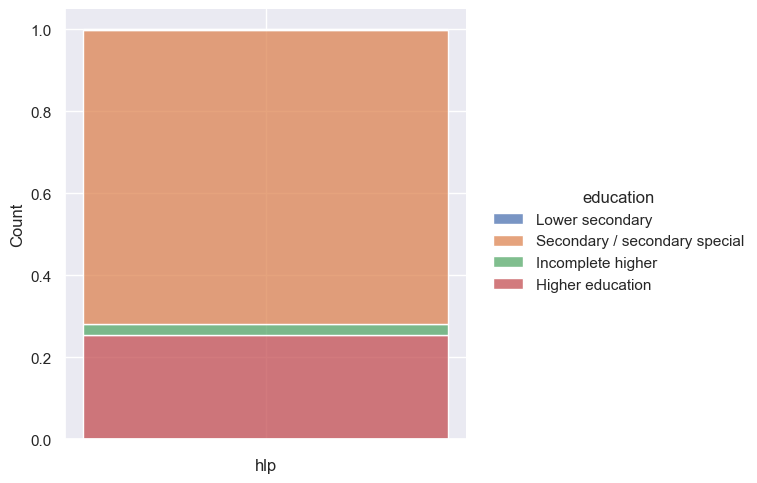 1.0
0.8
0.6
0.4
0.2
0.0
Count
hlp
education
Lower secondary
Secondary / secondary special
Incomplete higher
Higher education